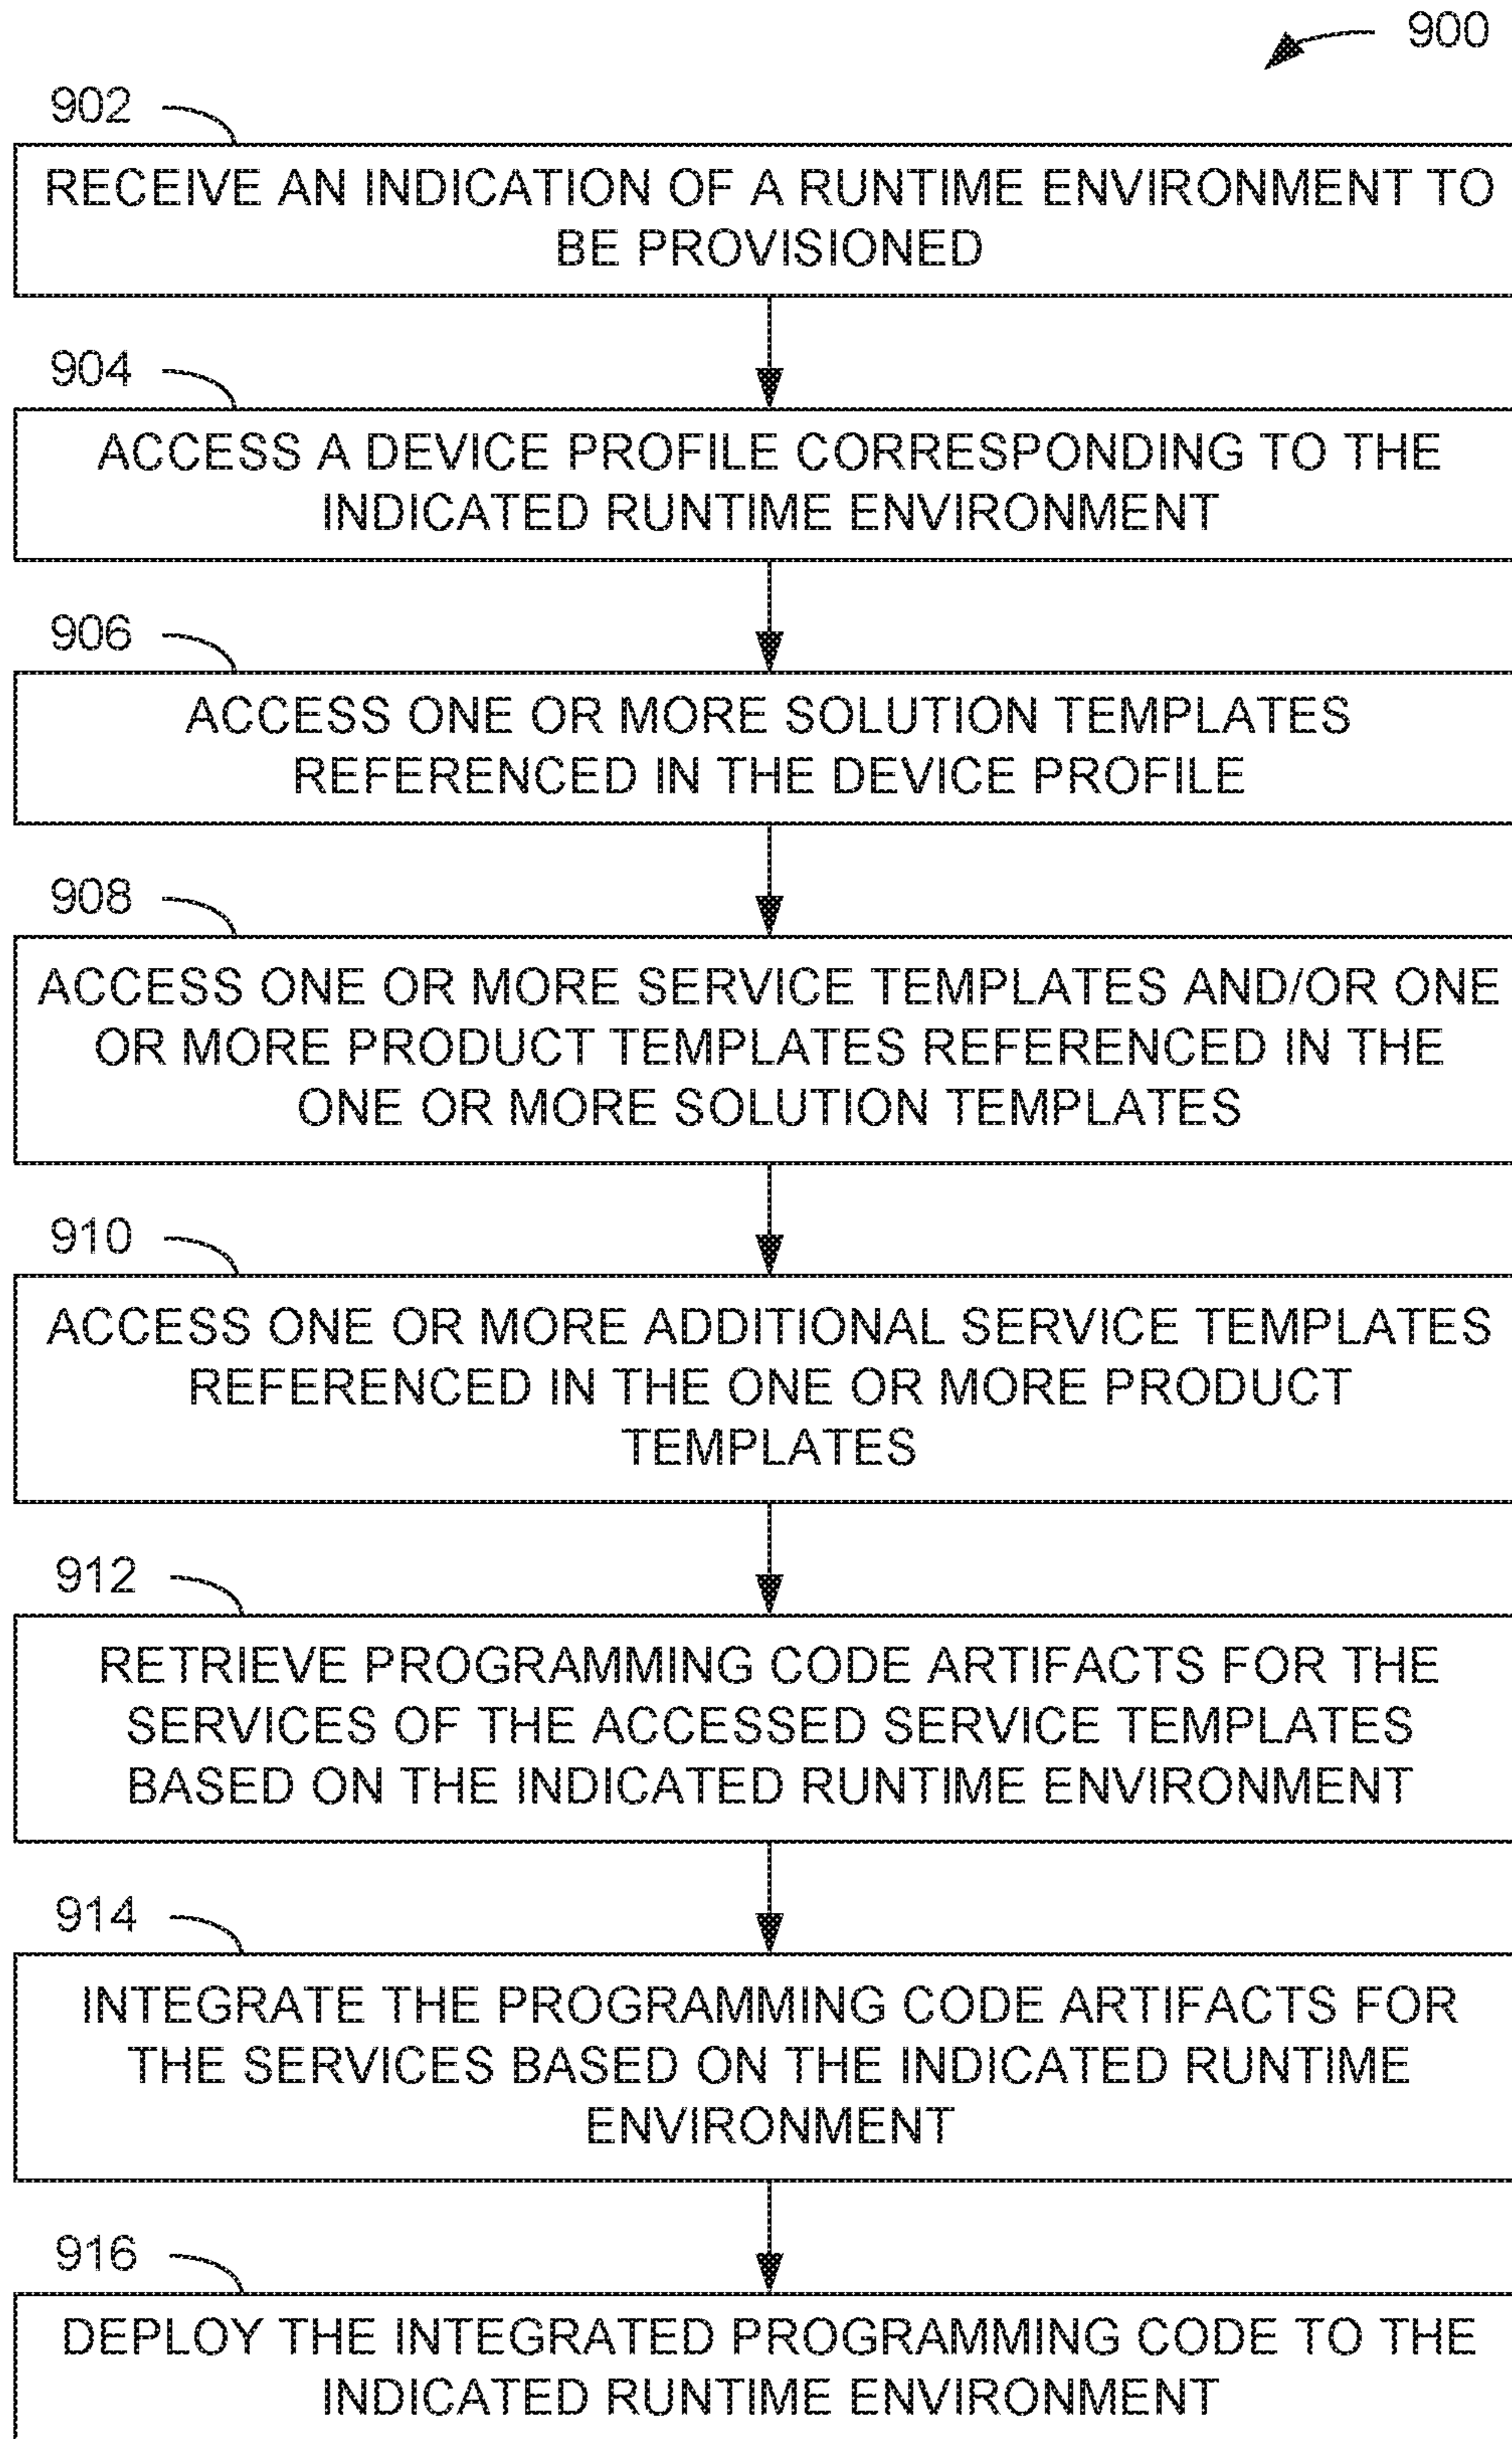 900
902
RECEIVE AN INDICATION OF A RUNTIME ENVIRONMENT TO
BE PROVISIONED
904
ACCESS A DEVICE PROFILE CORRESPONDING TO THE
INDICATED RUNTIME ENVIRONMENT
906
ACCESS ONE OR MORE SOLUTION TEMPLATES
REFERENCED IN THE DEVICE PROFILE
908
ACCESS ONE OR MORE SERVICE TEMPLATES AND/OR ONE
OR MORE PRODUCT TEMPLATES REFERENCED IN THE
ONE OR MORE SOLUTION TEMPLATES
910
ACCESS ONE OR MORE ADDITIONAL SERVICE TEMPLATES
REFERENCED IN THE ONE OR MORE PRODUCT
TEMPLATES
912
RETRIEVE PROGRAMMING CODE ARTIFACTS FOR THE
SERVICES OF THE ACCESSED SERVICE TEMPLATES
BASED ON THE INDICATED RUNTIME ENVIRONMENT
914
INTEGRATE THE PROGRAMMING CODE ARTIFACTS FOR
THE SERVICES BASED ON THE INDICATED RUNTIME
ENVIRONMENT
916
DEPLOY THE INTEGRATED PROGRAMMING CODE TO THE
INDICATED RUNTIME ENVIRONMENT